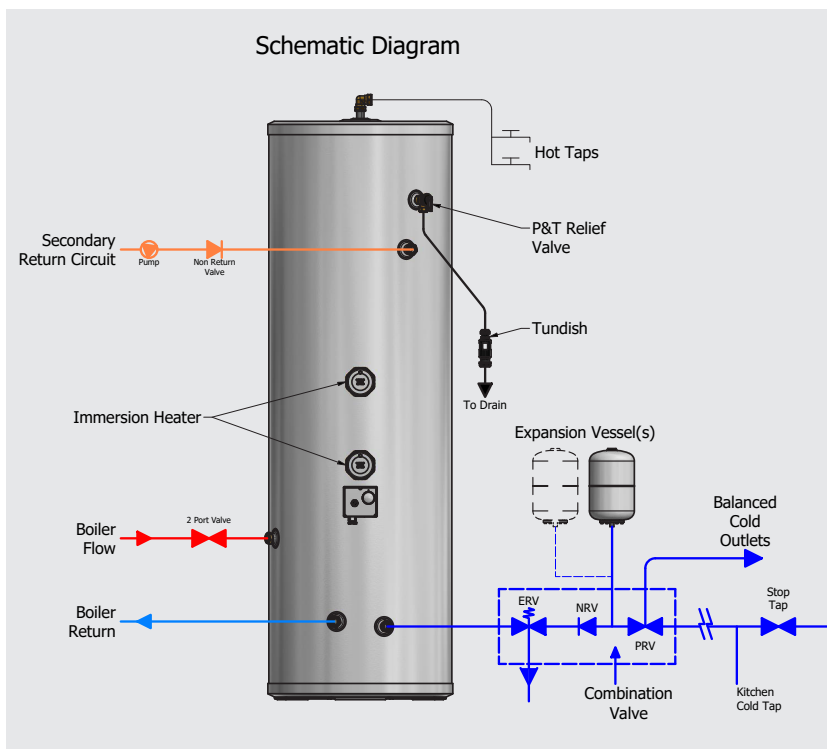 Schematic Diagram
Hot Taps
P&T Relief
Valve
Secondary
Return Circuit
Pump
Non Return
Valve
Tundish
To Drain
Immersion Heater
Expansion Vessel(s)
Balanced
Cold
Outlets
2 Port Valve
Boiler
Flow
Boiler
Return
ERV
NRV
PRV
Stop
Tap
Combination
Valve
Kitchen
Cold Tap